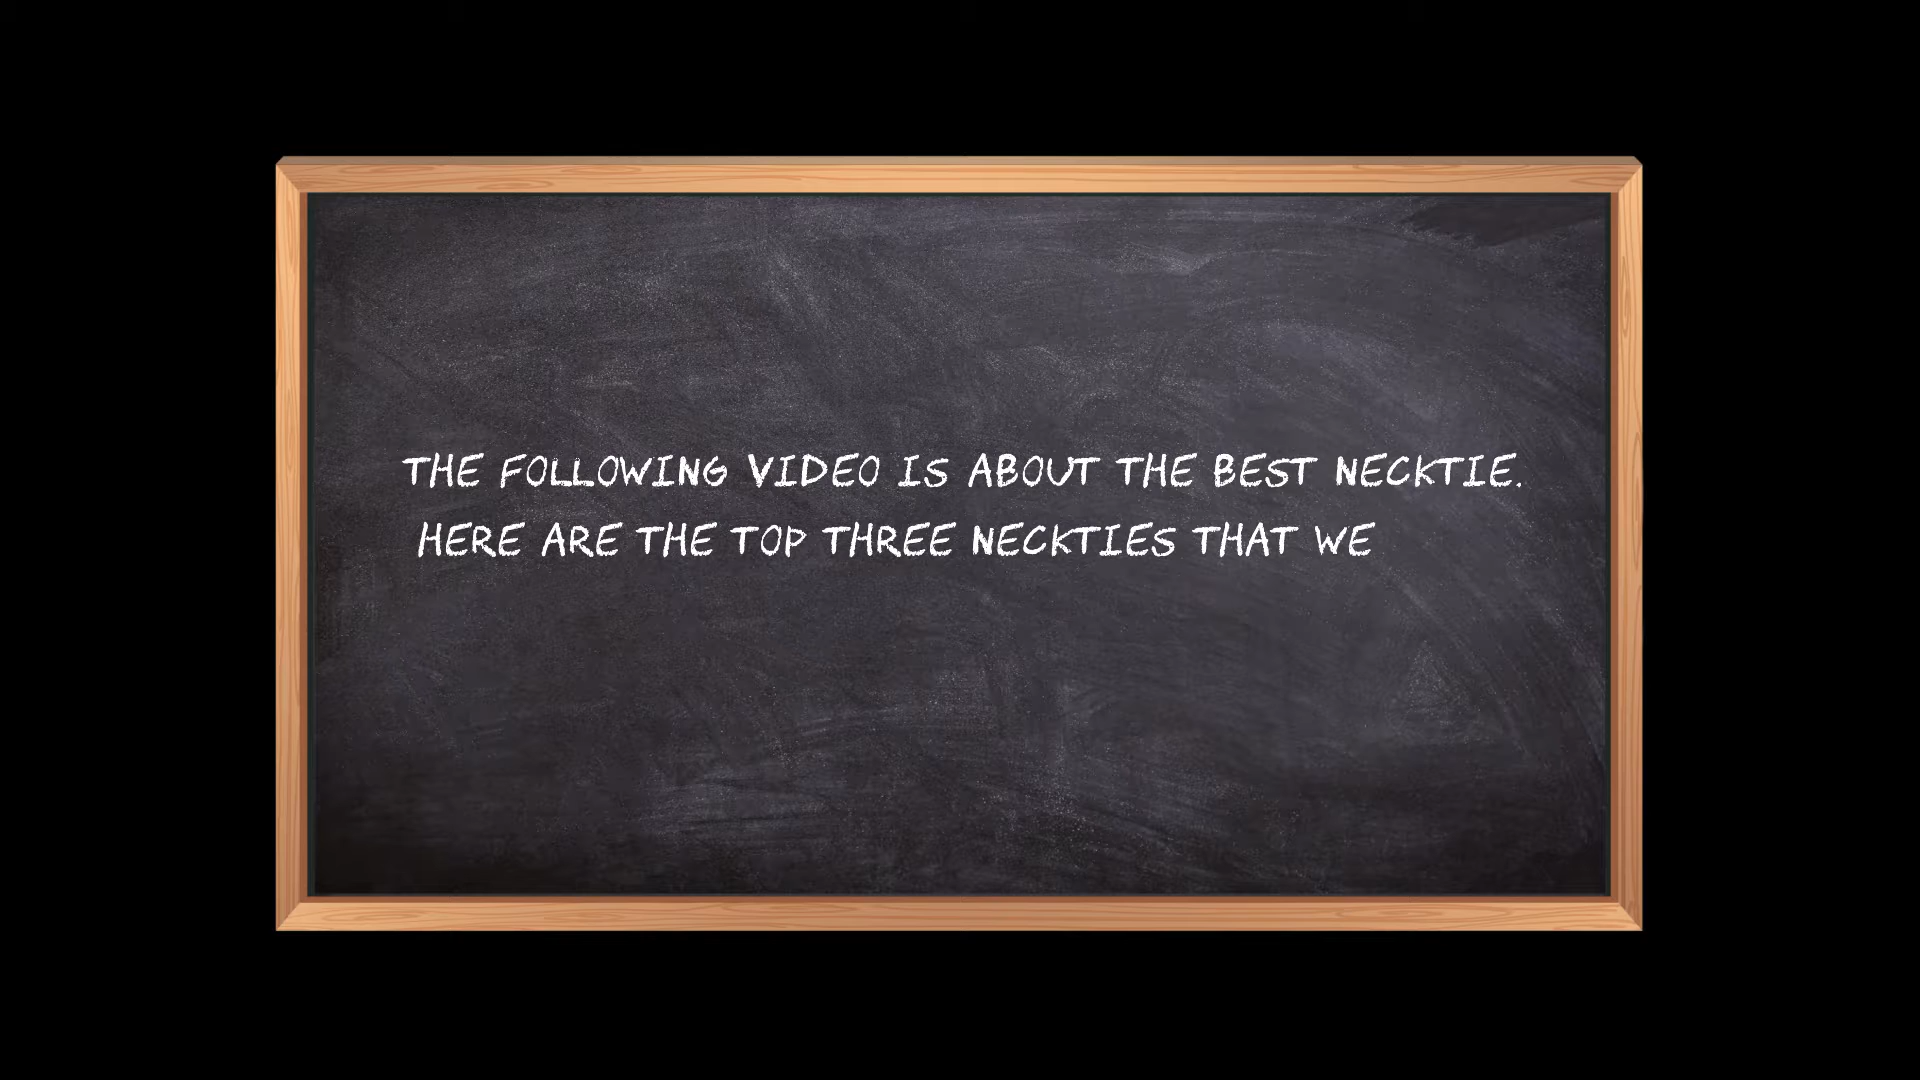 THE FOLLOWING VIDEO IS ABOUT THE BEST NECKTIE.
HERE ARE THE TOP THREE NECKTIES THAT WE